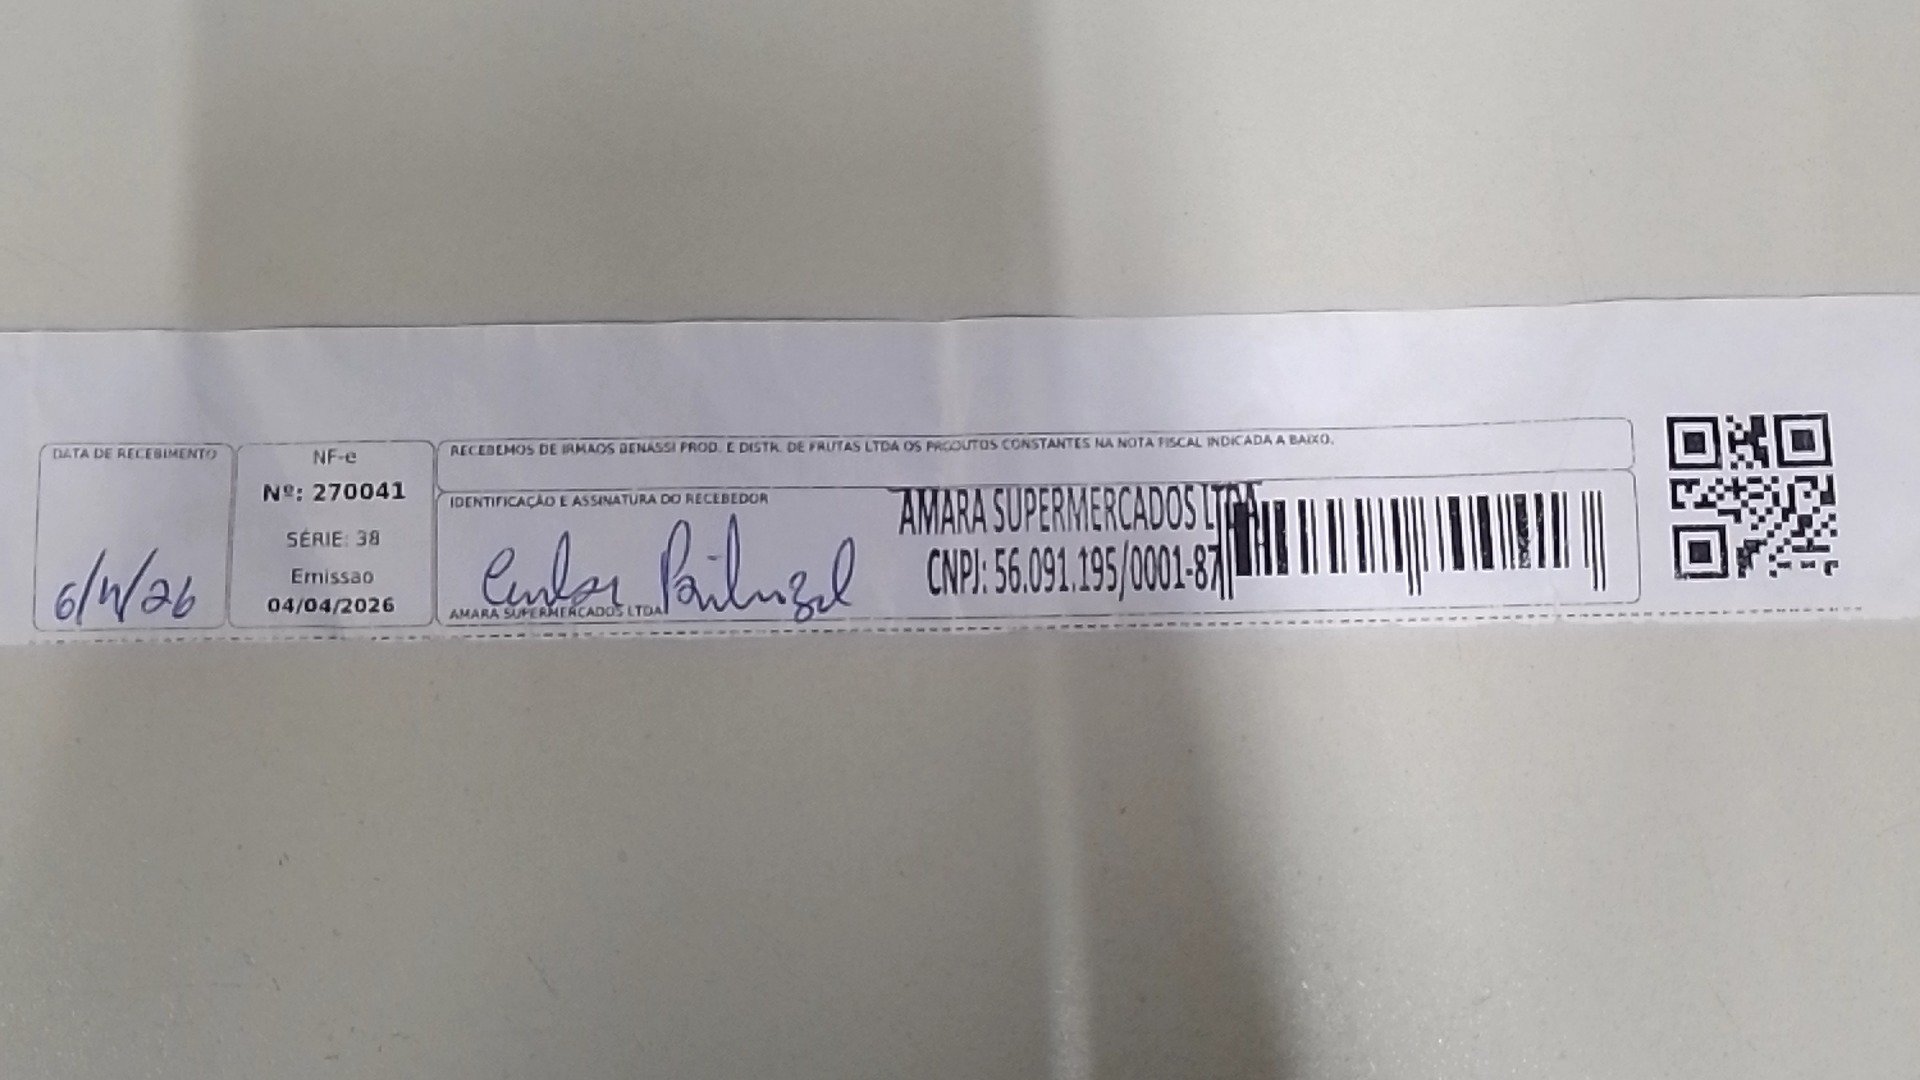 DATA DE RECEBIMENTO
6/4/26
NF-e
Nº: 270041
SÉRIE: 38
Emissao
04/04/2026
RECEBEMOS DE IRMAOS BENASSI PROD. E DISTR. DE FRUTAS LTDA OS PRODUTOS CONSTANTES NA NOTA FISCAL INDICADA A BAIXO.
IDENTIFICAÇÃO E ASSINATURA DO RECEBEDOR
AMARA SUPERMERCADOS LTDA
AMARA SUPERMERCADOS LTDA
CNPJ: 56.091.195/0001-87